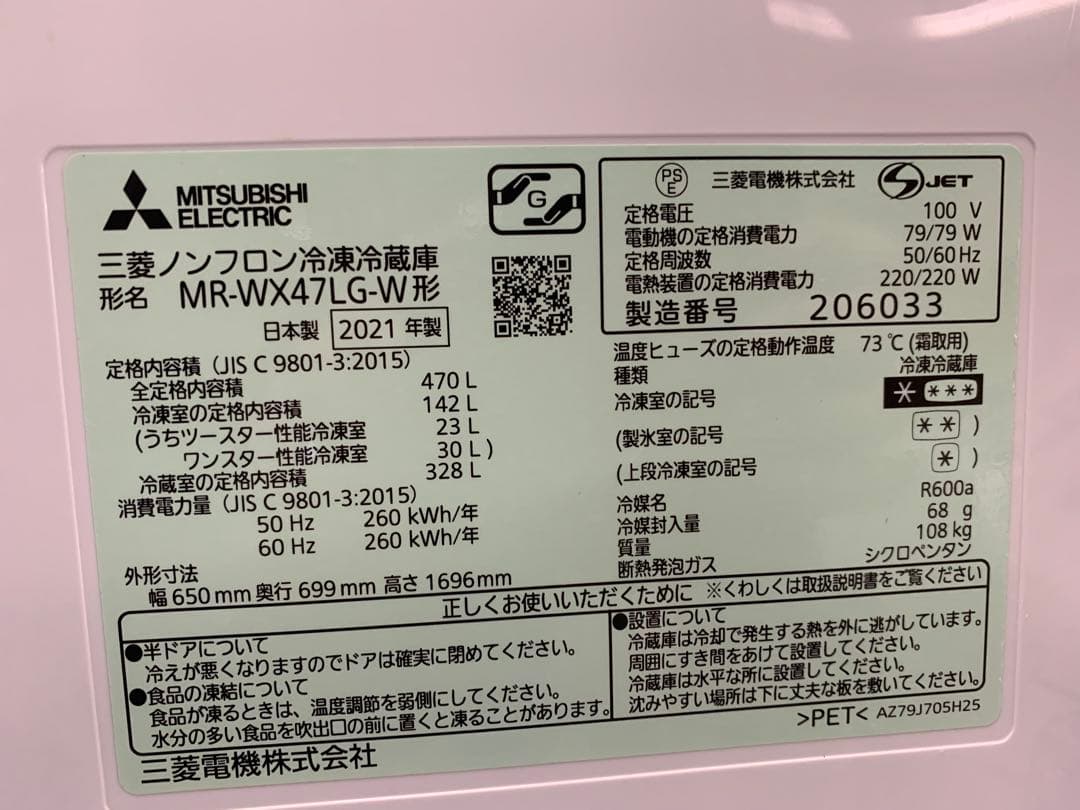 MITSUBISHI
ELECTRIC
G
三菱ノンフロン冷凍冷蔵庫
形名 MR-WX47LG-W形
日本製 2021年製
定格内容積（JIS C 9801-3:2015）
全定格内容積 470 L
冷凍室の定格内容積 142 L
(うちツースター性能冷凍室 23 L
ワンスター性能冷凍室 30 L )
冷蔵室の定格内容積 328 L
消費電力量（JIS C 9801-3:2015）
50 Hz 260 kWh/年
60 Hz 260 kWh/年
外形寸法
幅 650 mm 奥行 699 mm 高さ 1696 mm
PSE 三菱電機株式会社 S JET
定格電圧 100 V
電動機の定格消費電力 79/79 W
定格周波数 50/60 Hz
電熱装置の定格消費電力 220/220 W
製造番号 206033
温度ヒューズの定格動作温度 73 ℃ (霜取用)
種類 冷凍冷蔵庫
冷凍室の記号 * ***
(製氷室の記号 ** )
(上段冷凍室の記号 * )
冷媒名 R600a
冷媒封入量 68 g
質量 108 kg
断熱発泡ガス シクロペンタン
正しくお使いいただくために ※くわしくは取扱説明書をご覧ください
●半ドアについて
冷えが悪くなりますのでドアは確実に閉めてください。
●食品の凍結について
食品が凍るときは、温度調節を弱側にしてください。
水分の多い食品を吹出口の前に置くと凍ることがあります。
●設置について
冷蔵庫は冷却で発生する熱を外に逃がしています。
周囲にすき間をあけて設置してください。
冷蔵庫は水平な所に設置してください。
沈みやすい場所は下に丈夫な板を敷いてください。
三菱電機株式会社
>PET< AZ79J705H25